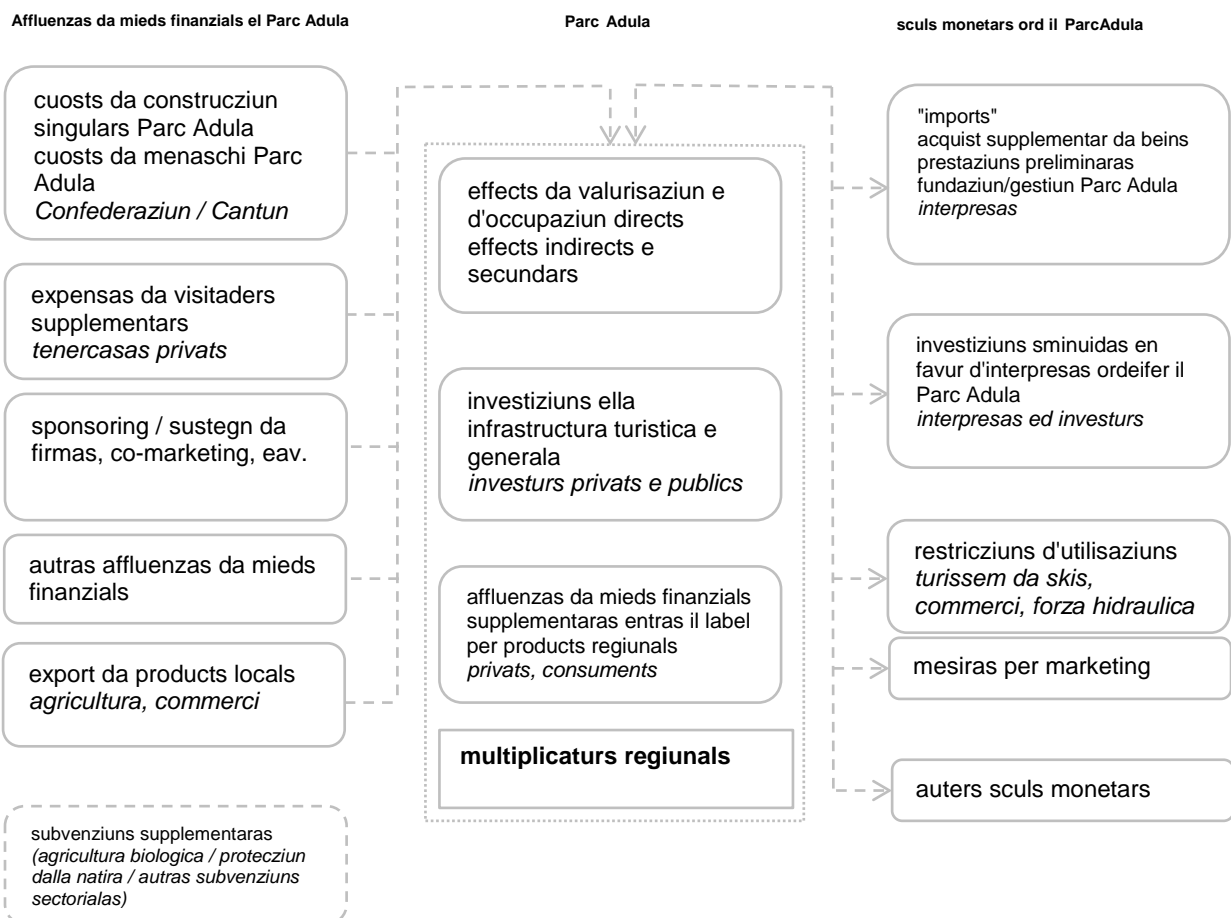 Affluenzas da mieds finanzials el Parc Adula
Parc Adula
sculs monetars ord il ParcAdula
cuosts da construcziun
singulars Parc Adula
cuosts da menaschi Parc
Adula
Confederaziun / Cantun
expensas da visitaders
supplementars
tenercasas privats
sponsoring / sustegn da
firmas, co-marketing, eav.
autras affluenzas da mieds
finanzials
export da products locals
agricultura, commerci
subvenziuns supplementaras
(agricultura biologica / protecziun
dalla natira / autras subvenziuns
sectorialas)
effects da valurisaziun e
d'occupaziun directs
effects indirects e
secundars
investiziuns ella
infrastructura turistica e
generala
investurs privats e publics
affluenzas da mieds finanzials
supplementaras entras il label
per products regiunals
privats, consuments
multiplicaturs regiunals
"imports"
acquist supplementar da beins
prestaziuns preliminaras
fundaziun/gestiun Parc Adula
interpresas
investiziuns sminuidas en
favur d'interpresas ordeifer il
Parc Adula
interpresas ed investurs
restricziuns d'utilisaziuns
turissem da skis,
commerci, forza hidraulica
mesiras per marketing
auters sculs monetars